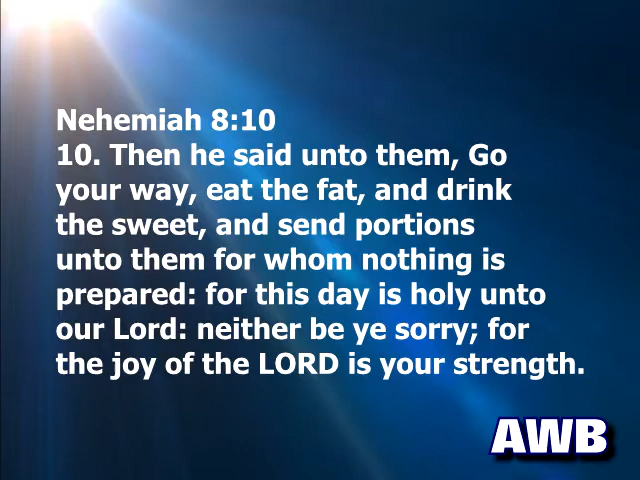 Nehemiah 8:10
10. Then he said unto them, Go
your way, eat the fat, and drink
the sweet, and send portions
unto them for whom nothing is
prepared: for this day is holy unto
our Lord: neither be ye sorry; for
the joy of the LORD is your strength.
AWB